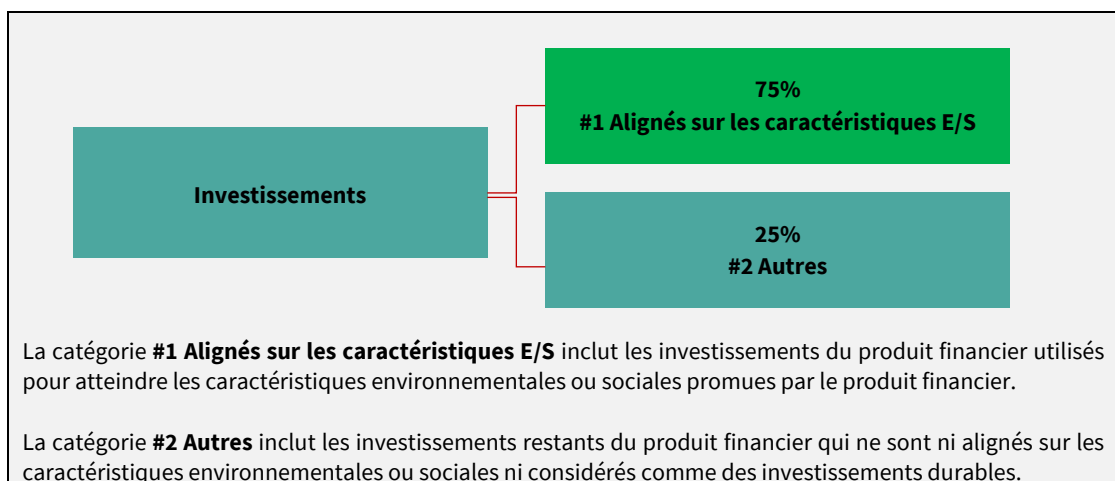 75%
#1 Alignés sur les caractéristiques E/S
Investissements
25%
#2 Autres
La catégorie #1 Alignés sur les caractéristiques E/S inclut les investissements du produit financier utilisés
pour atteindre les caractéristiques environnementales ou sociales promues par le produit financier.
La catégorie #2 Autres inclut les investissements restants du produit financier qui ne sont ni alignés sur les
caractéristiques environnementales ou sociales ni considérés comme des investissements durables.